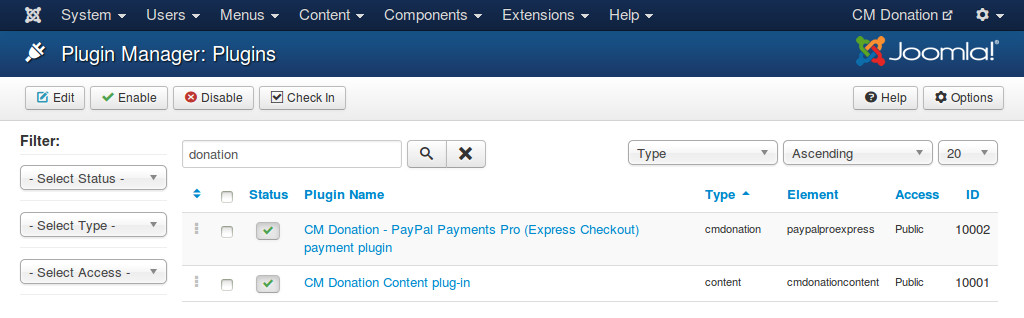 System Users Menus Content Components Extensions Help CM Donation
Plugin Manager: Plugins Joomla!®
Edit Enable Disable Check In Help Options
Filter:
donation Type Ascending 20
- Select Status -
Status Plugin Name Type Element Access ID
- Select Type -
CM Donation - PayPal Payments Pro (Express Checkout) cmdonation paypalproexpress Public 10002
payment plugin
- Select Access -
CM Donation Content plug-in content cmdonationcontent Public 10001